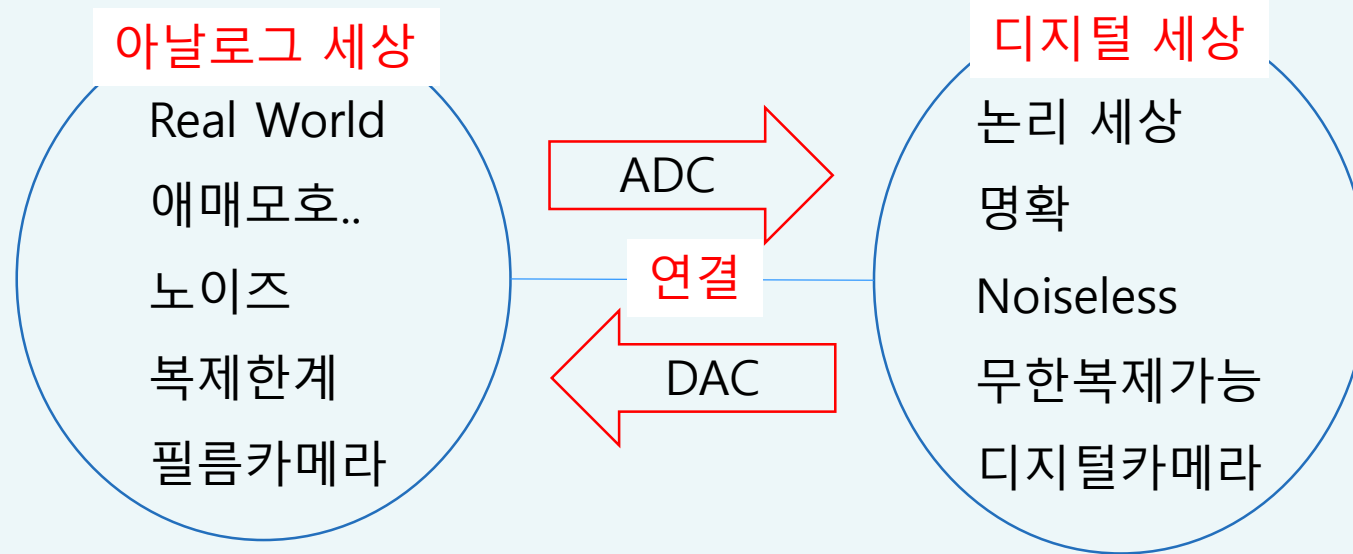 아날로그 세상
Real World
애매모호..
노이즈
복제한계
필름카메라
ADC
연결
DAC
디지털 세상
논리 세상
명확
Noiseless
무한복제가능
디지털카메라